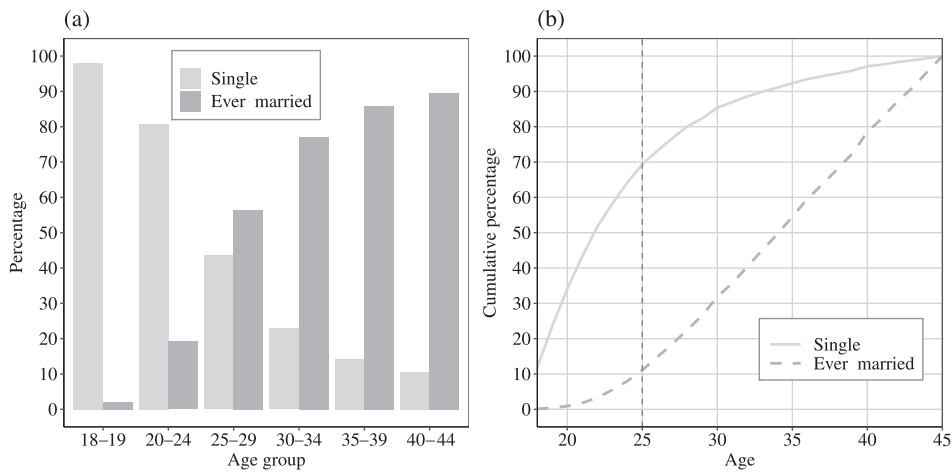 (a)
Percentage
100
90
80
70
60
50
40
30
20
10
0
Single
Ever married
18–19 20–24 25–29 30–34 35–39 40–44
Age group
(b)
Cumulative percentage
100
90
80
70
60
50
40
30
20
10
0
Single
Ever married
20 25 30 35 40 45
Age